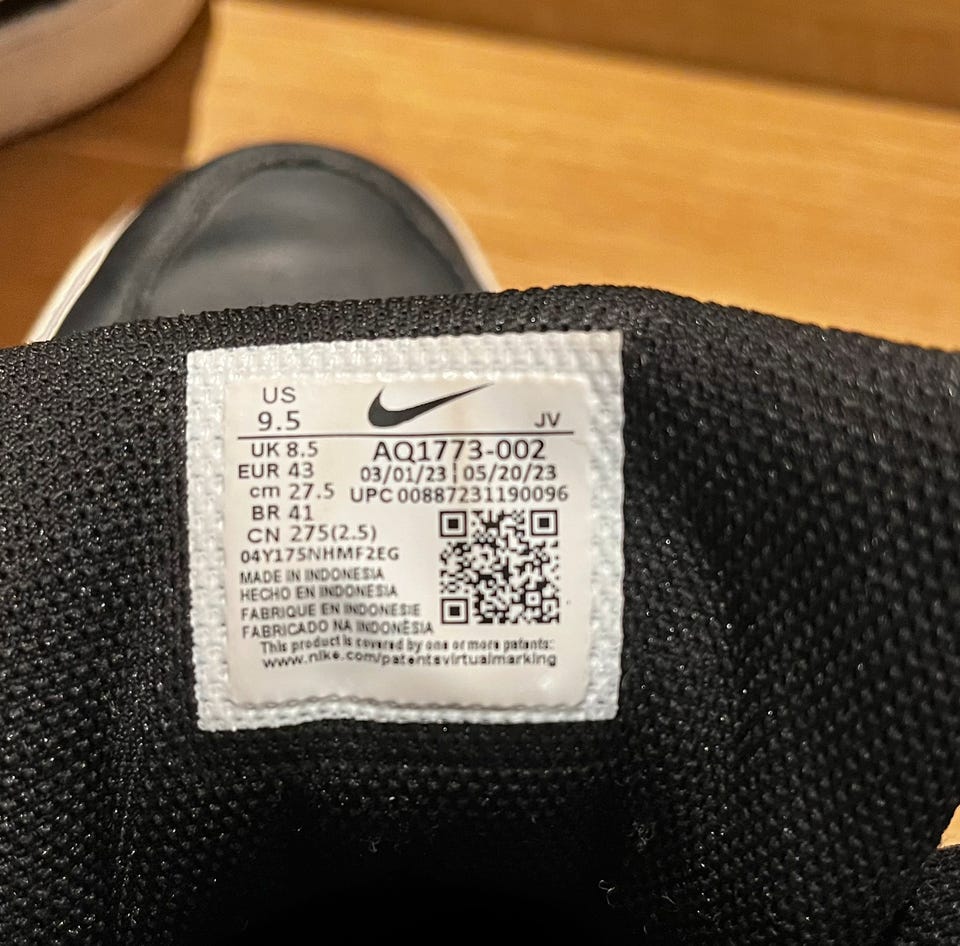 US
9.5
JV
UK 8.5
EUR 43
cm 27.5
BR 41
CN 275(2.5)
AQ1773-002
03/01/23 | 05/20/23
UPC 00887231190096
04Y175NHMF2EG
MADE IN INDONESIA
HECHO EN INDONESIA
FABRIQUE EN INDONESIE
FABRICADO NA INDONÉSIA
This product is covered by one or more patents:
www.nike.com/patentsvirtualmarking